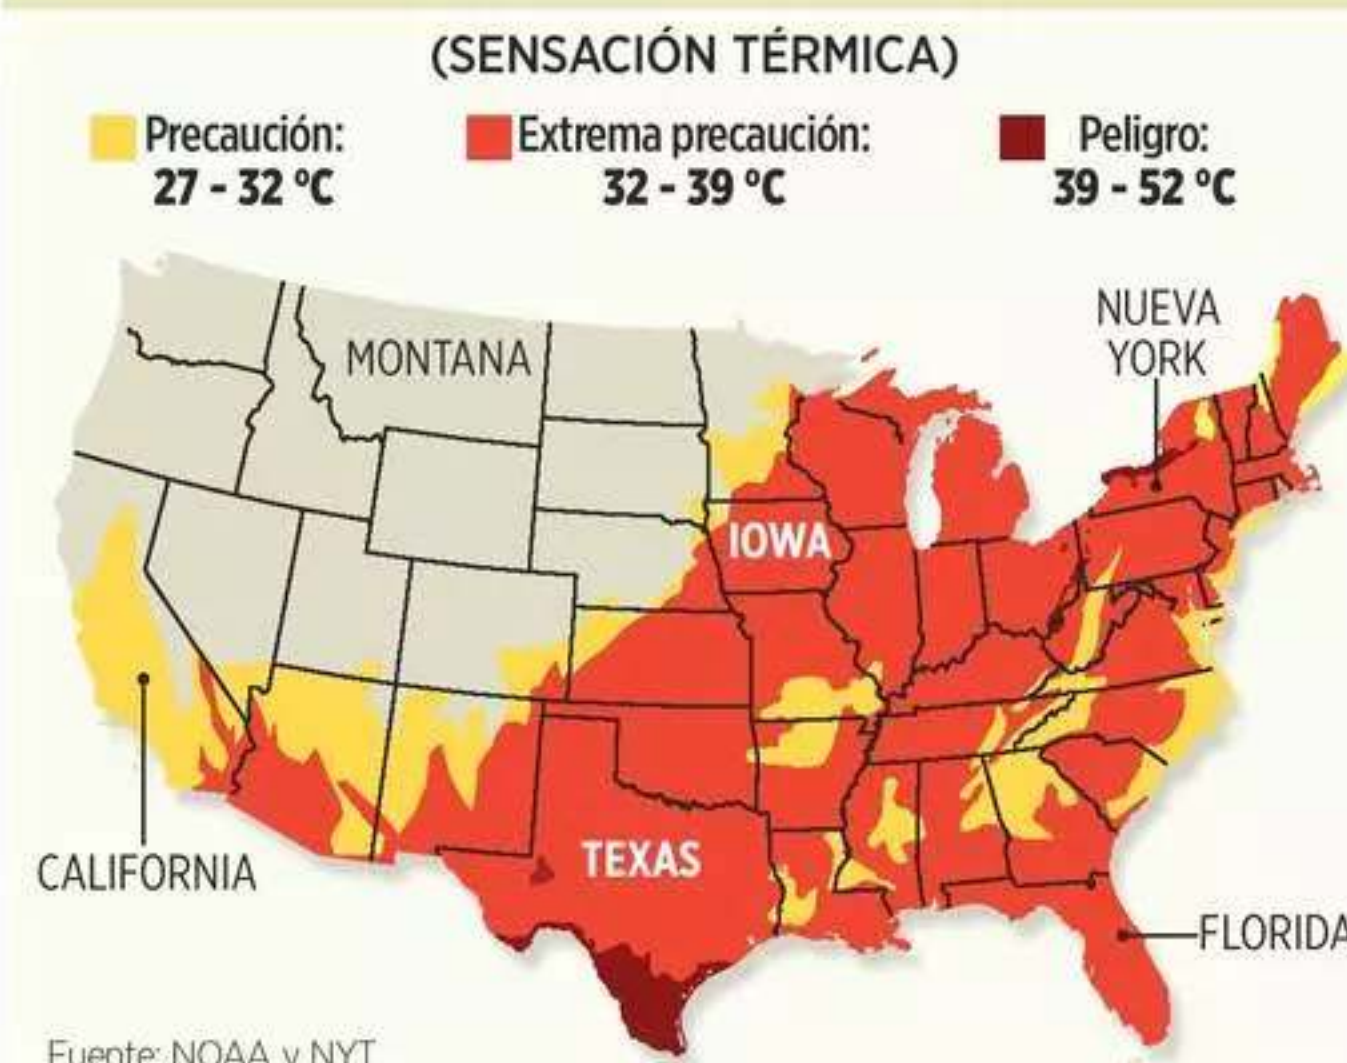 (SENSACIÓN TÉRMICA)
Precaución:
27 - 32 °C
Extrema precaución:
32 - 39 °C
Peligro:
39 - 52 °C
MONTANA
NUEVA
YORK
IOWA
CALIFORNIA
TEXAS
FLORIDA
Fuente: NOAA y NYT